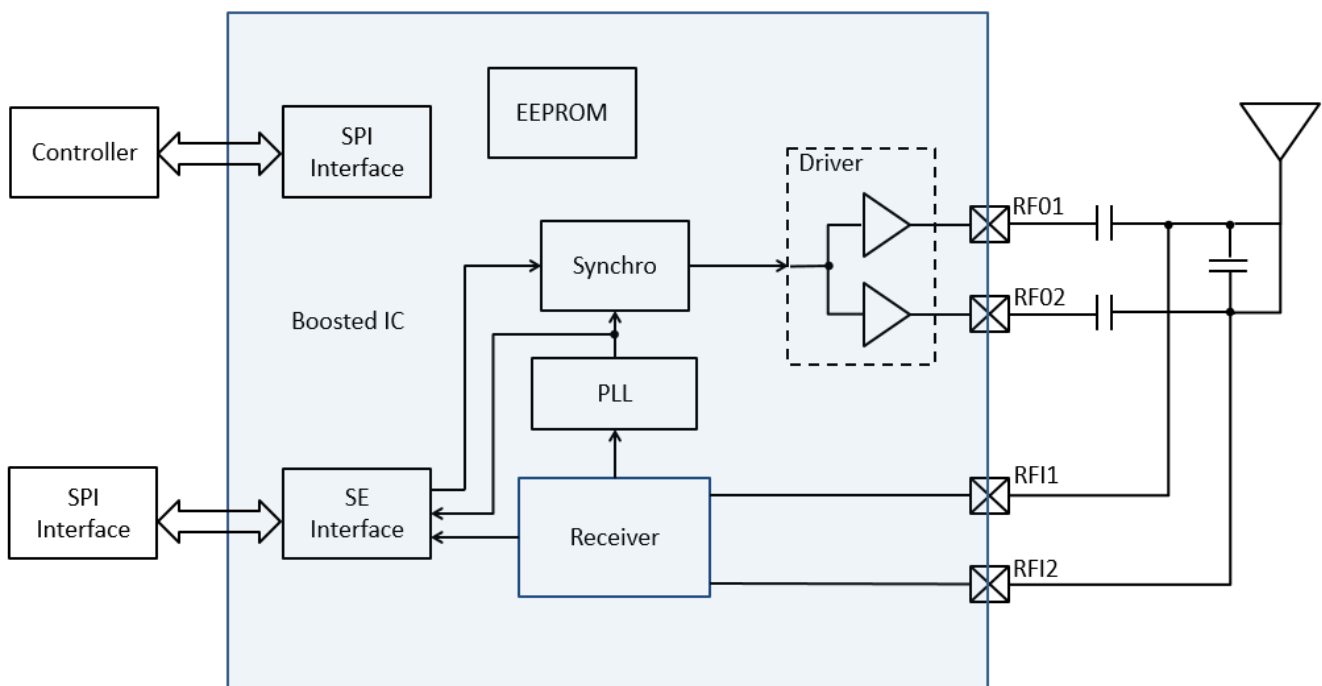 EEPROM
Controller
SPI
Interface
Driver
RF01
Synchro
Boosted IC
RF02
PLL
SPI
Interface
SE
Interface
Receiver
RFI1
RFI2